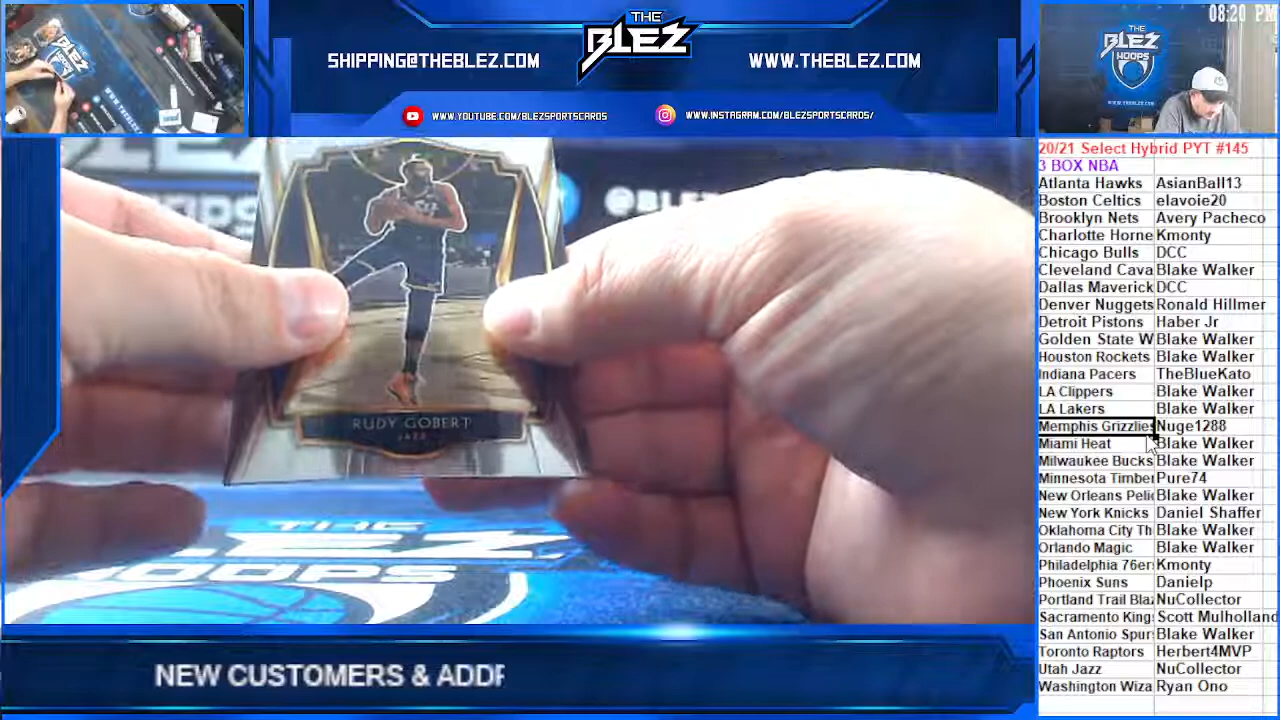 THE
BLEZ
SHIPPING@THEBLEZ.COM
WWW.THEBLEZ.COM
WWW.YOUTUBE.COM/BLEZSPORTSCARDS
WWW.INSTAGRAM.COM/BLEZSPORTSCARDS/
08:20 PM
BLEZ
HOOPS
20/21 Select Hybrid PYT #145
3 BOX NBA
Atlanta Hawks AsianBall13
Boston Celtics elavoie20
Brooklyn Nets Avery Pacheco
Charlotte Horne Kmonty
Chicago Bulls DCC
Cleveland Cava Blake Walker
Dallas Maverick DCC
Denver Nuggets Ronald Hillmer
Detroit Pistons Haber Jr
Golden State W Blake Walker
Houston Rockets Blake Walker
Indiana Pacers TheBlueKato
LA Clippers Blake Walker
LA Lakers Blake Walker
Memphis Grizzlies Nuge1288
Miami Heat Blake Walker
Milwaukee Bucks Blake Walker
Minnesota Timber Pure74
New Orleans Peli Blake Walker
New York Knicks Daniel Shaffer
Oklahoma City Th Blake Walker
Orlando Magic Blake Walker
Philadelphia 76er Kmonty
Phoenix Suns Danielp
Portland Trail Blaz NuCollector
Sacramento King Scott Mulholland
San Antonio Spur Blake Walker
Toronto Raptors Herbert4MVP
Utah Jazz NuCollector
Washington Wiza Ryan Ono
@BLE
RUDY GOBERT
JAZZ
THE
BLEZ
HOOPS
NEW CUSTOMERS & ADDR